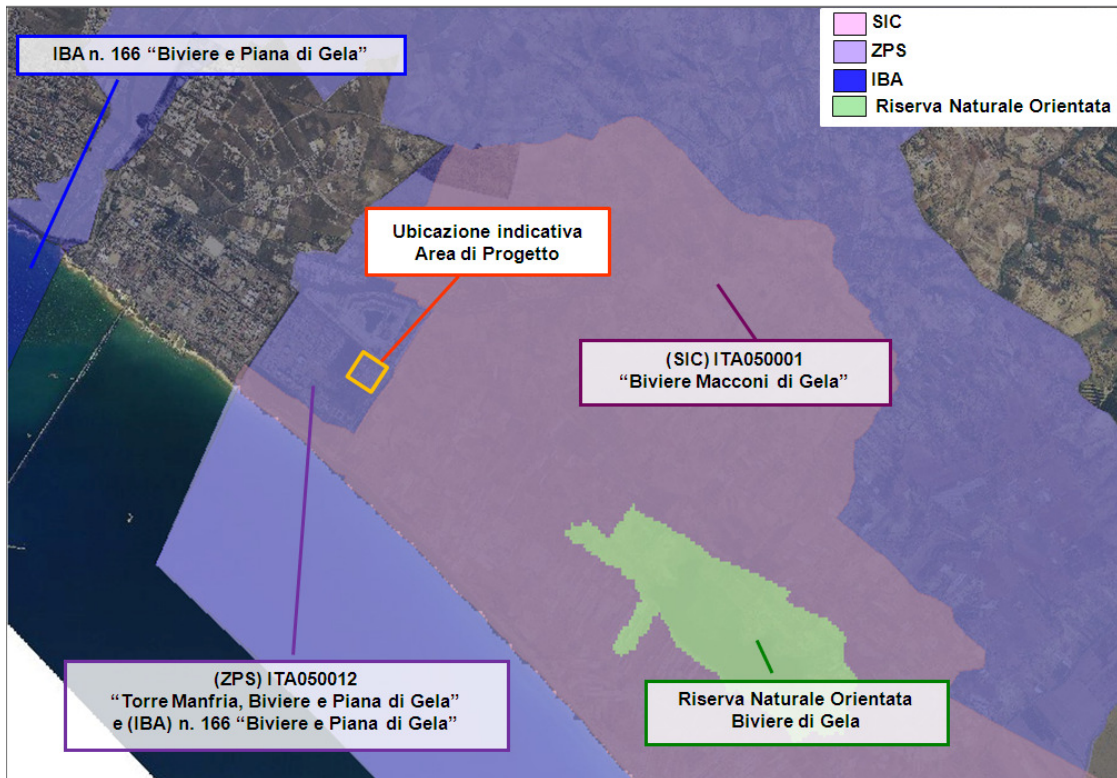 IBA n. 166 “Biviere e Piana di Gela”
SIC
ZPS
IBA
Riserva Naturale Orientata
Ubicazione indicativa
Area di Progetto
(SIC) ITA050001
“Biviere Macconi di Gela”
(ZPS) ITA050012
“Torre Manfria, Biviere e Piana di Gela”
e (IBA) n. 166 “Biviere e Piana di Gela”
Riserva Naturale Orientata
Biviere di Gela